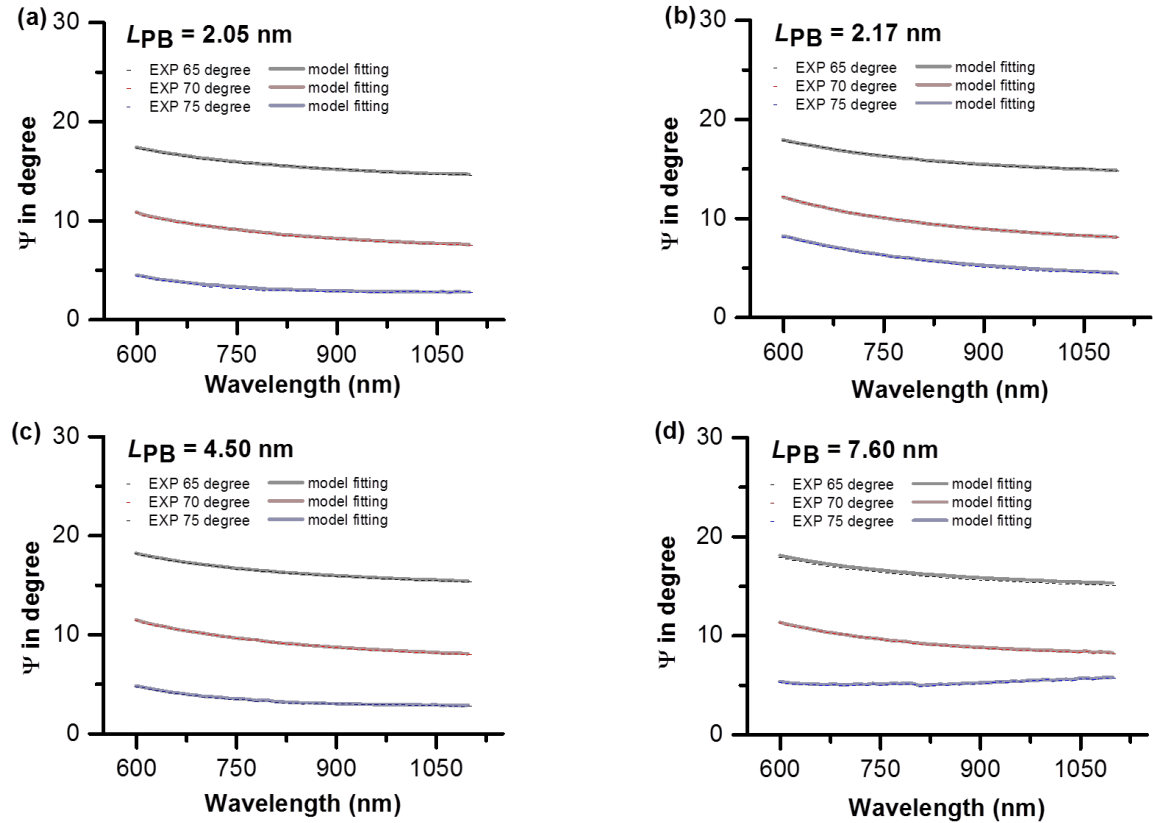 (a)
30
20
10
0
Ψ in degree
LPB = 2.05 nm
EXP 65 degree model fitting
EXP 70 degree model fitting
EXP 75 degree model fitting
600 750 900 1050
Wavelength (nm)
(b)
30
20
10
0
Ψ in degree
LPB = 2.17 nm
EXP 65 degree model fitting
EXP 70 degree model fitting
EXP 75 degree model fitting
600 750 900 1050
Wavelength (nm)
(c)
30
20
10
0
Ψ in degree
LPB = 4.50 nm
EXP 65 degree model fitting
EXP 70 degree model fitting
EXP 75 degree model fitting
600 750 900 1050
Wavelength (nm)
(d)
30
20
10
0
Ψ in degree
LPB = 7.60 nm
EXP 65 degree model fitting
EXP 70 degree model fitting
EXP 75 degree model fitting
600 750 900 1050
Wavelength (nm)